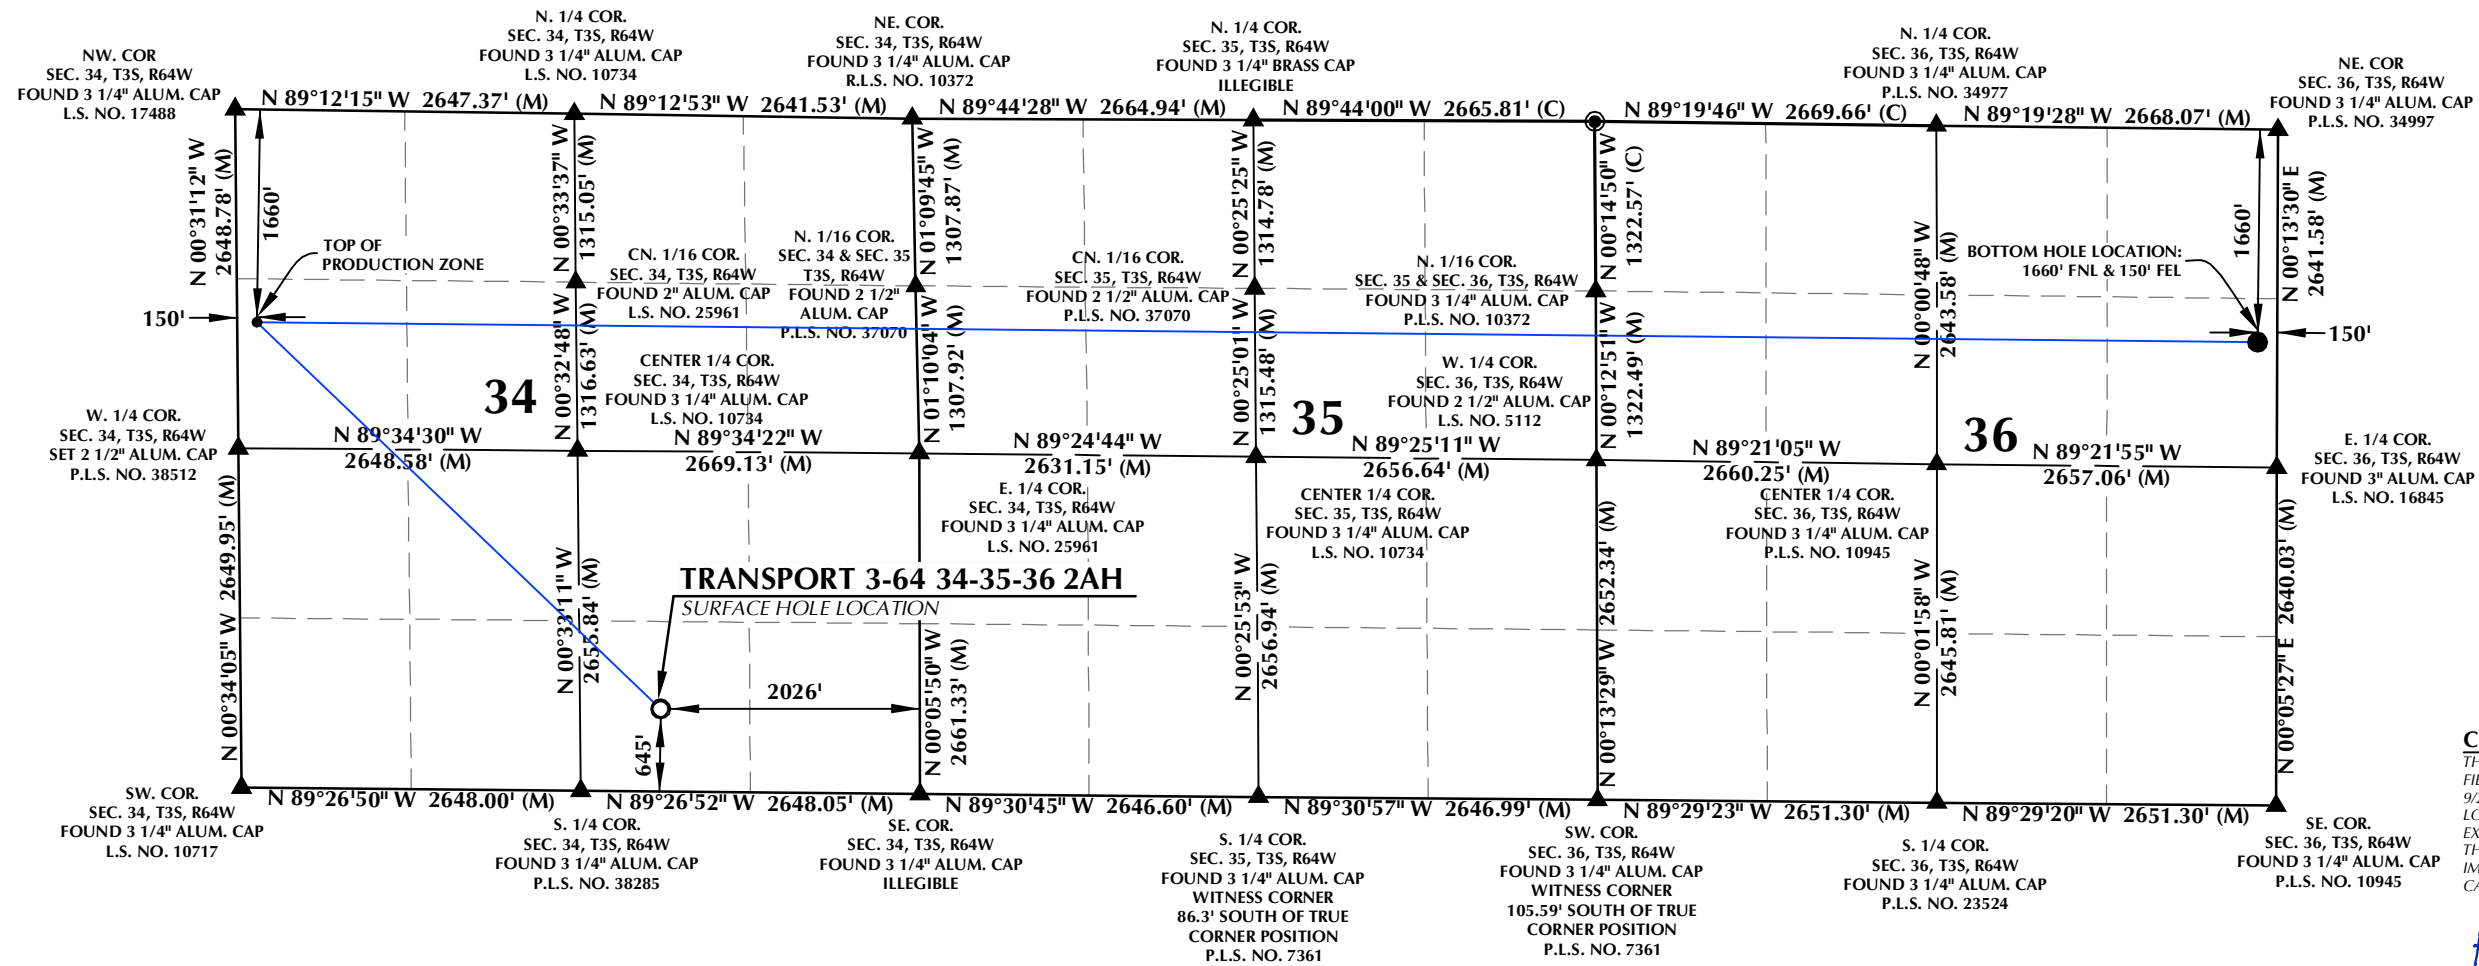 N. 1/4 COR.
SEC. 34, T3S, R64W
FOUND 3 1/4" ALUM. CAP
L.S. NO. 10734
NE. COR.
SEC. 34, T3S, R64W
FOUND 3 1/4" ALUM. CAP
R.L.S. NO. 10372
N. 1/4 COR.
SEC. 35, T3S, R64W
FOUND 3 1/4" BRASS CAP
ILLEGIBLE
N. 1/4 COR.
SEC. 36, T3S, R64W
FOUND 3 1/4" ALUM. CAP
P.L.S. NO. 34977
NW. COR
SEC. 34, T3S, R64W
FOUND 3 1/4" ALUM. CAP
L.S. NO. 17488
NE. COR
SEC. 36, T3S, R64W
FOUND 3 1/4" ALUM. CAP
P.L.S. NO. 34997
N 89°12'15" W 2647.37' (M)
N 89°12'53" W 2641.53' (M)
N 89°44'28" W 2664.94' (M)
N 89°44'00" W 2665.81' (C)
N 89°19'46" W 2669.66' (C)
N 89°19'28" W 2668.07' (M)
N 00°31'12" W
2648.78' (M)
1660'
N 00°33'37" W
1315.05' (M)
N 01°09'45" W
1307.87' (M)
N 00°25'25" W
1314.78' (M)
N 00°14'50" W
1322.57' (C)
N 00°00'48" W
2643.58' (M)
1660'
N 00°13'30" E
2641.58' (M)
TOP OF
PRODUCTION ZONE
CN. 1/16 COR.
SEC. 34, T3S, R64W
FOUND 2" ALUM. CAP
L.S. NO. 25961
N. 1/16 COR.
SEC. 34 & SEC. 35
T3S, R64W
FOUND 2 1/2"
ALUM. CAP
P.L.S. NO. 37070
CN. 1/16 COR.
SEC. 35, T3S, R64W
FOUND 2 1/2" ALUM. CAP
P.L.S. NO. 37070
N. 1/16 COR.
SEC. 35 & SEC. 36, T3S, R64W
FOUND 3 1/4" ALUM. CAP
P.L.S. NO. 10372
BOTTOM HOLE LOCATION:
1660' FNL & 150' FEL
150'
150'
N 00°32'48" W
1316.63' (M)
N 01°10'04" W
1307.92' (M)
N 00°25'01" W
1315.48' (M)
N 00°12'51" W
1322.49' (M)
34
35
36
CENTER 1/4 COR.
SEC. 34, T3S, R64W
FOUND 3 1/4" ALUM. CAP
L.S. NO. 10734
W. 1/4 COR.
SEC. 36, T3S, R64W
FOUND 2 1/2" ALUM. CAP
L.S. NO. 5112
W. 1/4 COR.
SEC. 34, T3S, R64W
SET 2 1/2" ALUM. CAP
P.L.S. NO. 38512
E. 1/4 COR.
SEC. 36, T3S, R64W
FOUND 3" ALUM. CAP
L.S. NO. 16845
N 89°34'30" W
2648.58' (M)
N 89°34'22" W
2669.13' (M)
N 89°24'44" W
2631.15' (M)
N 89°25'11" W
2656.64' (M)
N 89°21'05" W
2660.25' (M)
N 89°21'55" W
2657.06' (M)
E. 1/4 COR.
SEC. 34, T3S, R64W
FOUND 3 1/4" ALUM. CAP
L.S. NO. 25961
CENTER 1/4 COR.
SEC. 35, T3S, R64W
FOUND 3 1/4" ALUM. CAP
L.S. NO. 10734
CENTER 1/4 COR.
SEC. 36, T3S, R64W
FOUND 3 1/4" ALUM. CAP
P.L.S. NO. 10945
N 00°34'05" W 2649.95' (M)
N 00°33'11" W
2655.84' (M)
TRANSPORT 3-64 34-35-36 2AH
SURFACE HOLE LOCATION
2026'
645'
N 00°05'50" W
2661.33' (M)
N 00°25'53" W
2656.94' (M)
N 00°13'29" W 2652.34' (M)
N 00°01'58" W
2645.81' (M)
N 00°05'27" E 2640.03' (M)
N 89°26'50" W 2648.00' (M)
N 89°26'52" W 2648.05' (M)
N 89°30'45" W 2646.60' (M)
N 89°30'57" W 2646.99' (M)
N 89°29'23" W 2651.30' (M)
N 89°29'20" W 2651.30' (M)
SW. COR.
SEC. 34, T3S, R64W
FOUND 3 1/4" ALUM. CAP
L.S. NO. 10717
S. 1/4 COR.
SEC. 34, T3S, R64W
FOUND 3 1/4" ALUM. CAP
P.L.S. NO. 38285
SE. COR.
SEC. 34, T3S, R64W
FOUND 3 1/4" ALUM. CAP
ILLEGIBLE
S. 1/4 COR.
SEC. 35, T3S, R64W
FOUND 3 1/4" ALUM. CAP
WITNESS CORNER
86.3' SOUTH OF TRUE
CORNER POSITION
P.L.S. NO. 7361
SW. COR.
SEC. 36, T3S, R64W
FOUND 3 1/4" ALUM. CAP
WITNESS CORNER
105.59' SOUTH OF TRUE
CORNER POSITION
P.L.S. NO. 7361
S. 1/4 COR.
SEC. 36, T3S, R64W
FOUND 3 1/4" ALUM. CAP
P.L.S. NO. 23524
SE. COR.
SEC. 36, T3S, R64W
FOUND 3 1/4" ALUM. CAP
P.L.S. NO. 10945